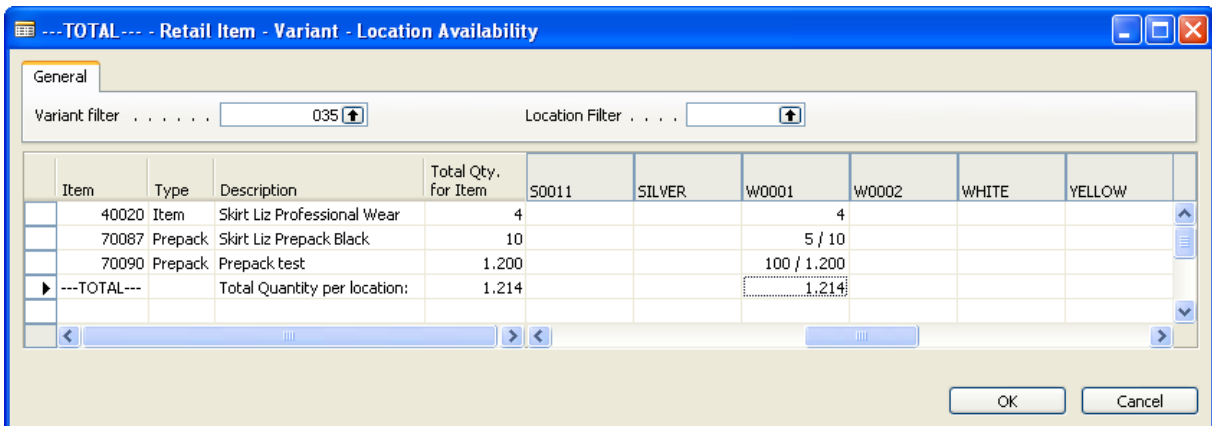 ---TOTAL--- - Retail Item - Variant - Location Availability
General
Variant filter . . . . . . 035 Location Filter . . . .
Item Type Description Total Qty. for Item S0011 SILVER W0001 W0002 WHITE YELLOW
40020 Item Skirt Liz Professional Wear 4 4
70087 Prepack Skirt Liz Prepack Black 10 5 / 10
70090 Prepack Prepack test 1.200 100 / 1.200
---TOTAL--- Total Quantity per location: 1.214 1.214
OK Cancel